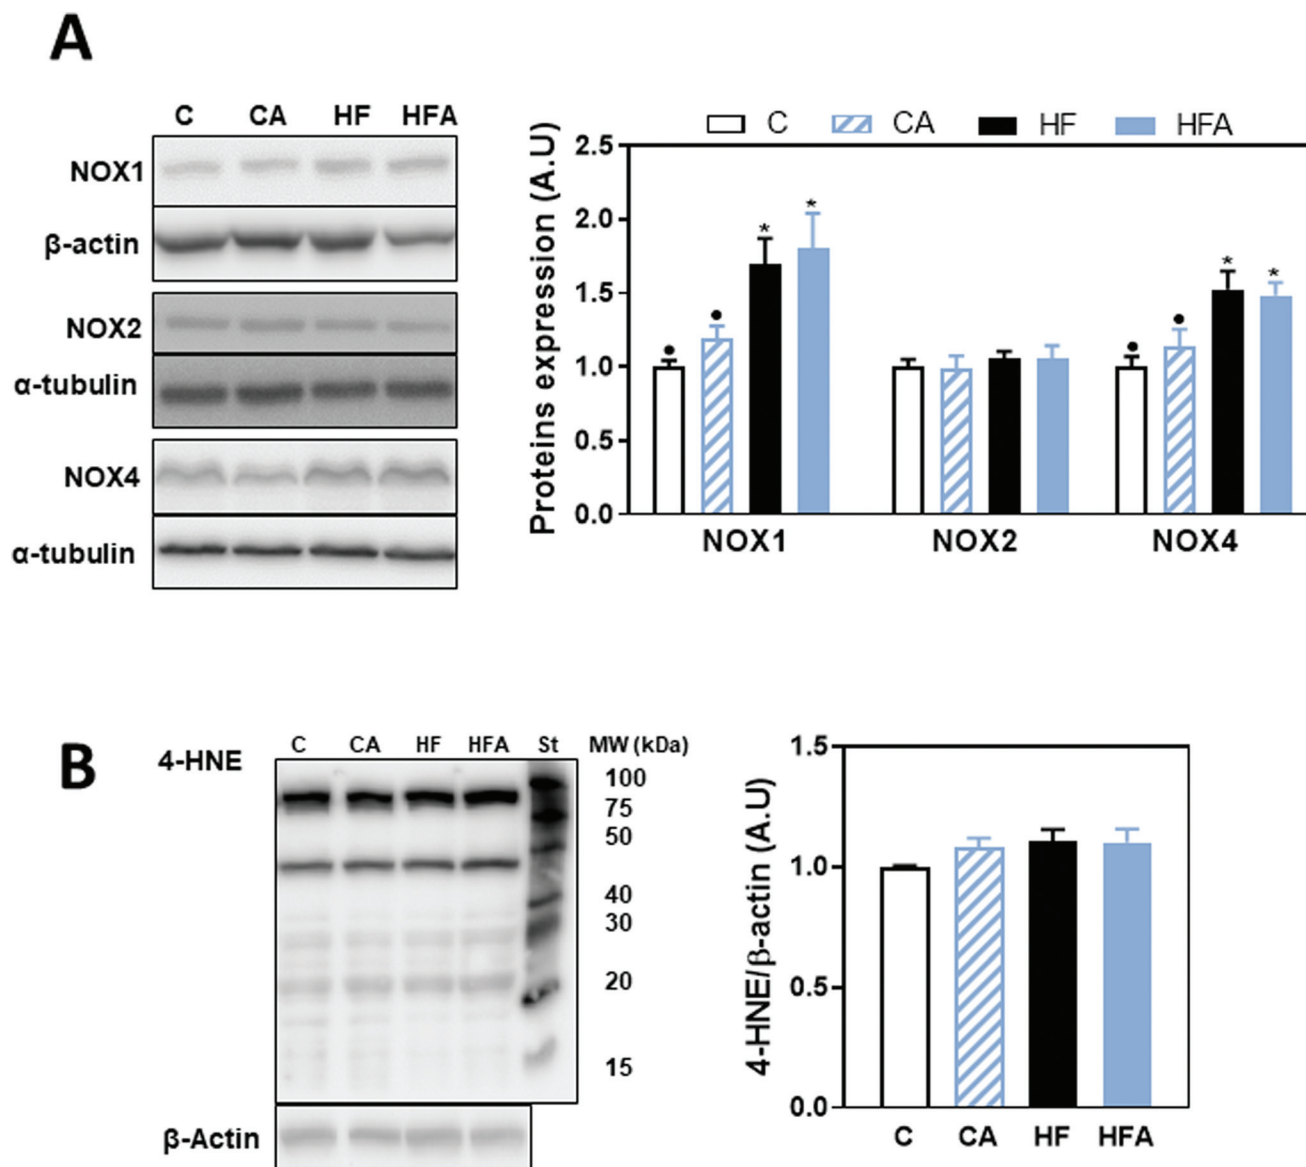 A
C CA HF HFA
NOX1
β-actin
NOX2
α-tubulin
NOX4
α-tubulin
C CA HF HFA
Proteins expression (A.U)
2.5
2.0
1.5
1.0
0.5
0.0
* *
• •
* *
• •
NOX1 NOX2 NOX4
B
4-HNE
C CA HF HFA St MW (kDa)
100
75
50
40
30
20
15
β-Actin
4-HNE/β-actin (A.U)
1.5
1.0
0.5
0.0
C CA HF HFA